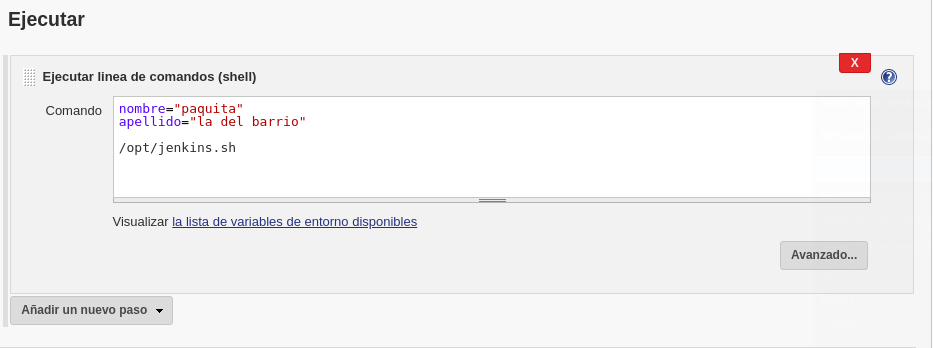 Ejecutar
X
Ejecutar linea de comandos (shell)
?
Comando
nombre="paquita"
apellido="la del barrio"
/opt/jenkins.sh
Visualizar la lista de variables de entorno disponibles
Avanzado...
Añadir un nuevo paso